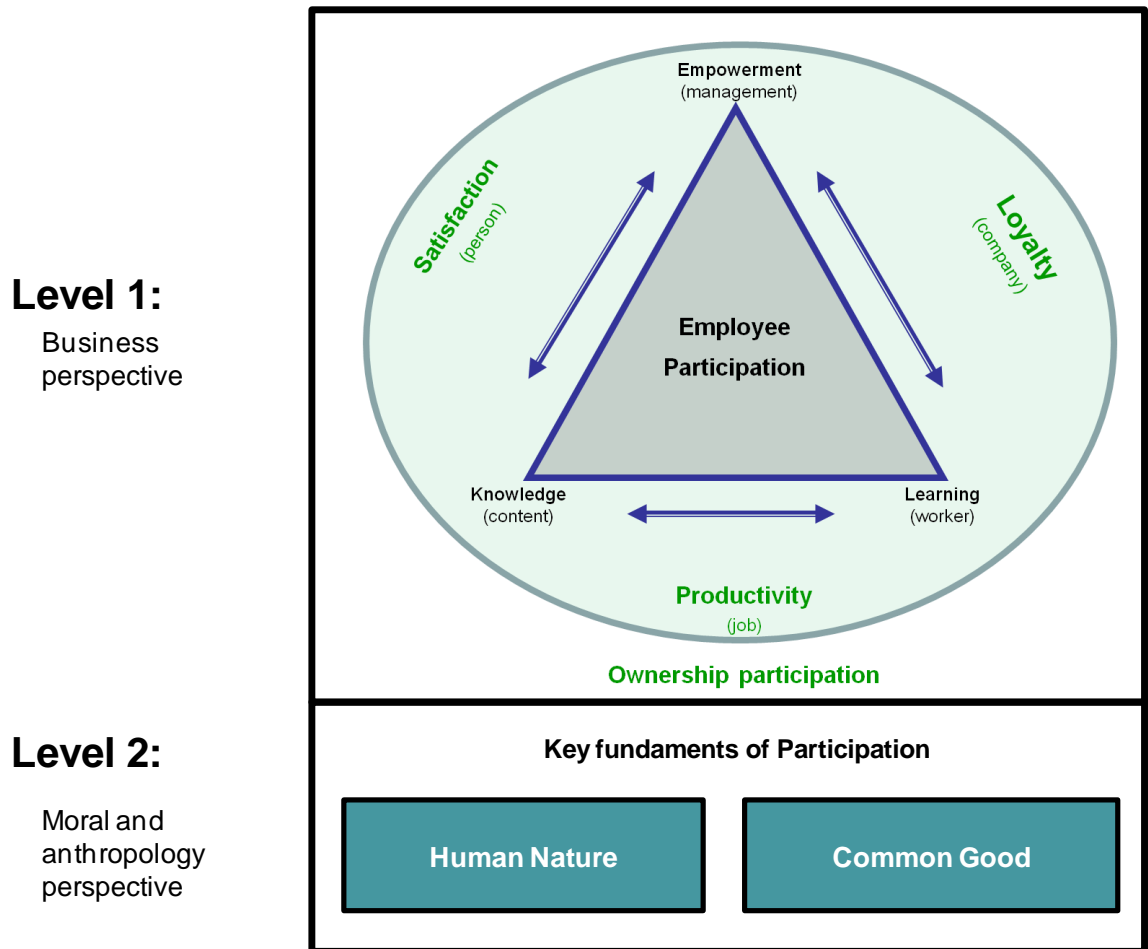 Empowerment
(management)
Satisfaction
(person)
Loyalty
(company)
Level 1:
Business
perspective
Employee
Participation
Knowledge
(content)
Learning
(worker)
Productivity
(job)
Ownership participation
Level 2:
Moral and
anthropology
perspective
Key fundaments of Participation
Human Nature
Common Good